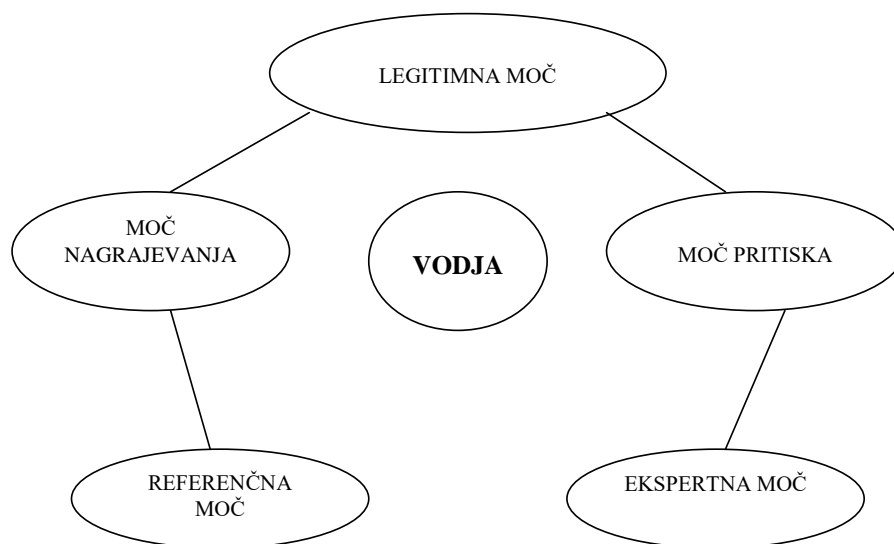 LEGITIMNA MOČ
MOČ
NAGRAJEVANJA
VODJA
MOČ PRITISKA
REFERENČNA
MOČ
EKSPERTNA MOČ